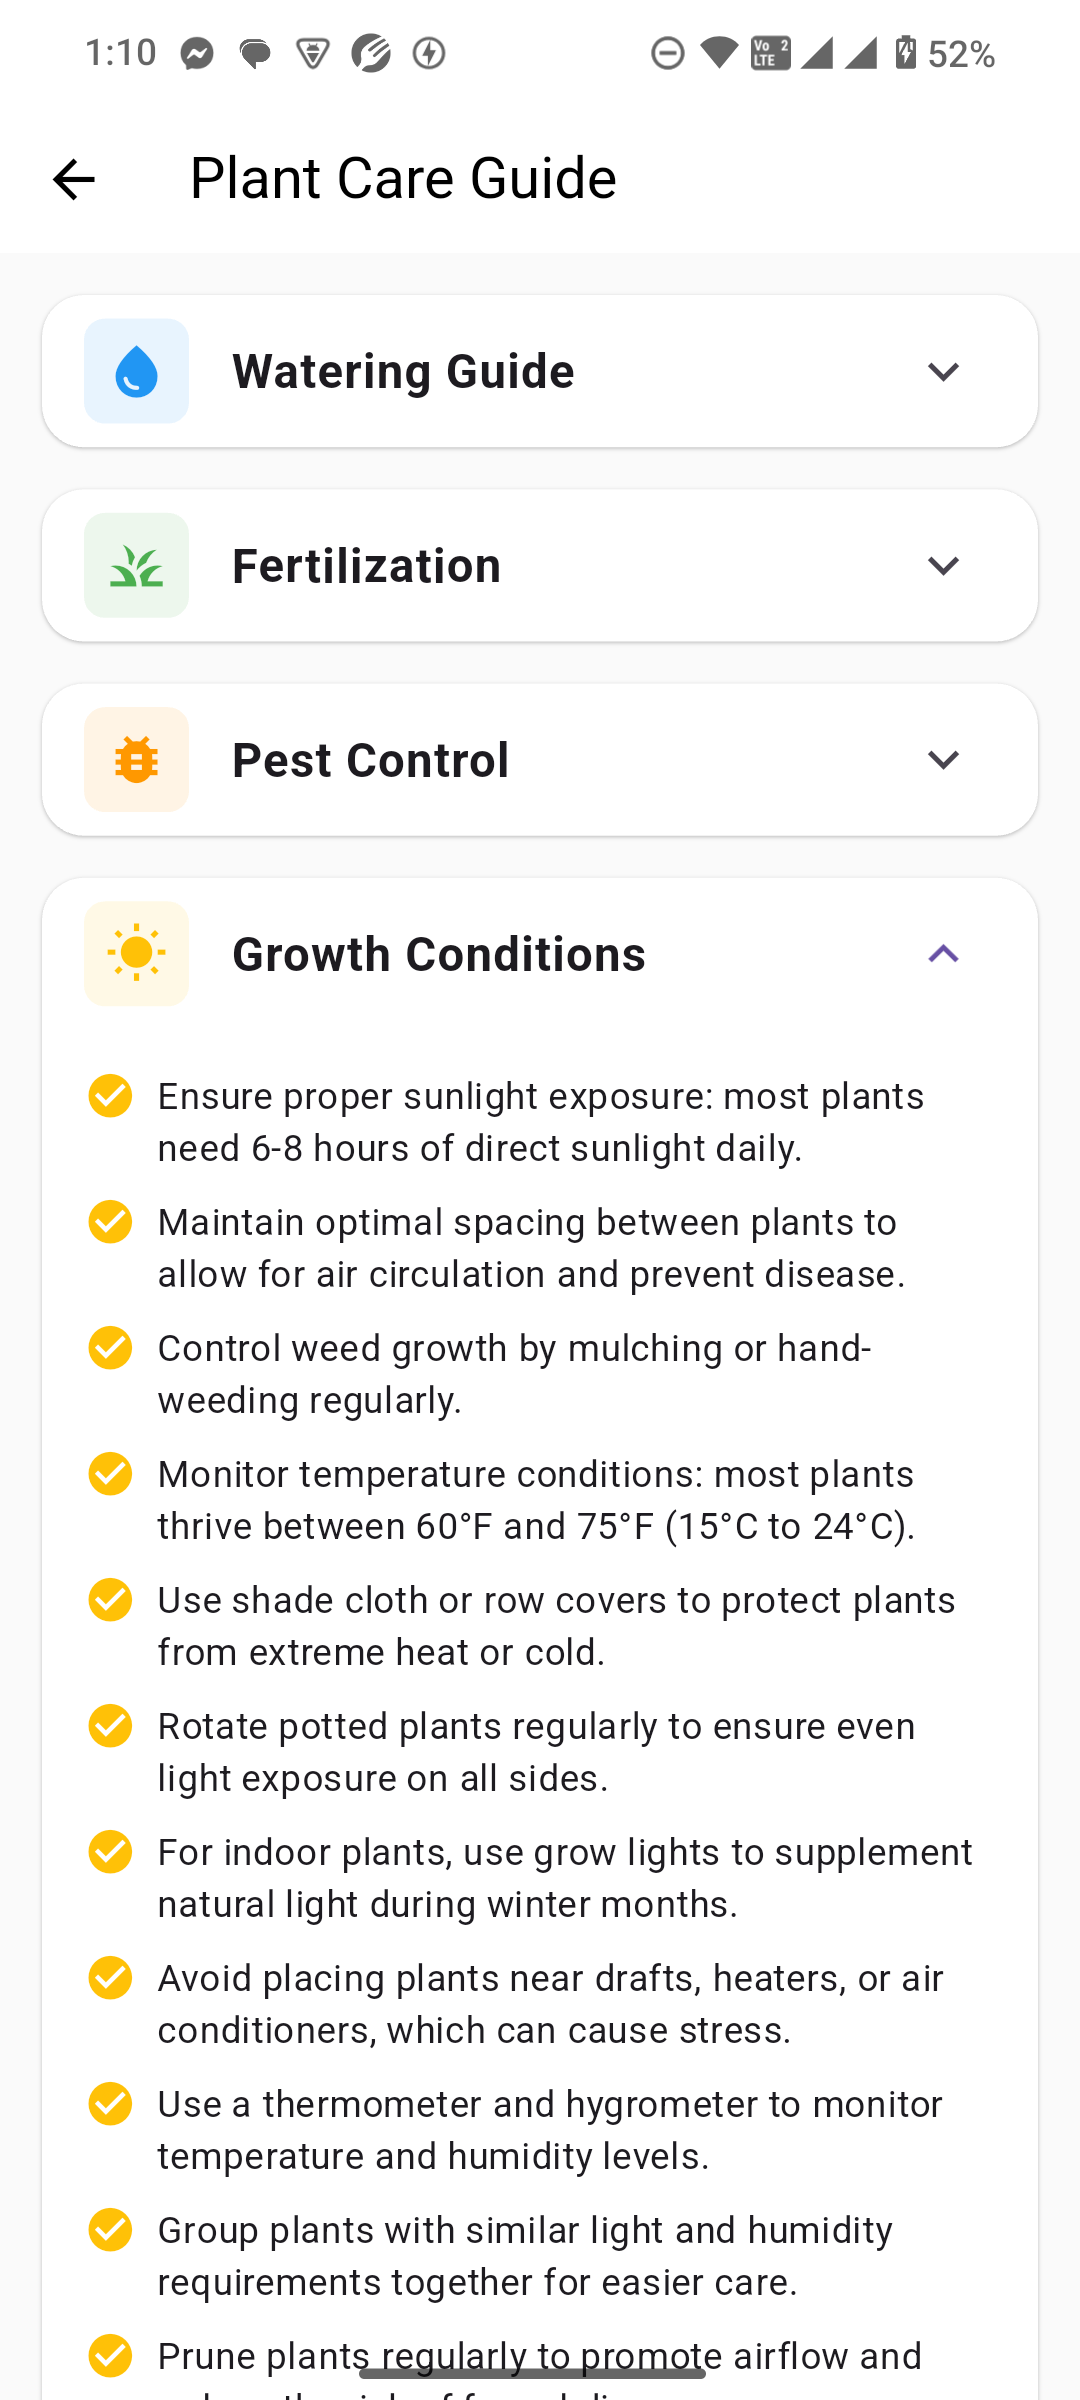 1:10
Vo 2
LTE
52%
Plant Care Guide
Watering Guide
Fertilization
Pest Control
Growth Conditions
Ensure proper sunlight exposure: most plants
need 6-8 hours of direct sunlight daily.
Maintain optimal spacing between plants to
allow for air circulation and prevent disease.
Control weed growth by mulching or hand-
weeding regularly.
Monitor temperature conditions: most plants
thrive between 60°F and 75°F (15°C to 24°C).
Use shade cloth or row covers to protect plants
from extreme heat or cold.
Rotate potted plants regularly to ensure even
light exposure on all sides.
For indoor plants, use grow lights to supplement
natural light during winter months.
Avoid placing plants near drafts, heaters, or air
conditioners, which can cause stress.
Use a thermometer and hygrometer to monitor
temperature and humidity levels.
Group plants with similar light and humidity
requirements together for easier care.
Prune plants regularly to promote airflow and